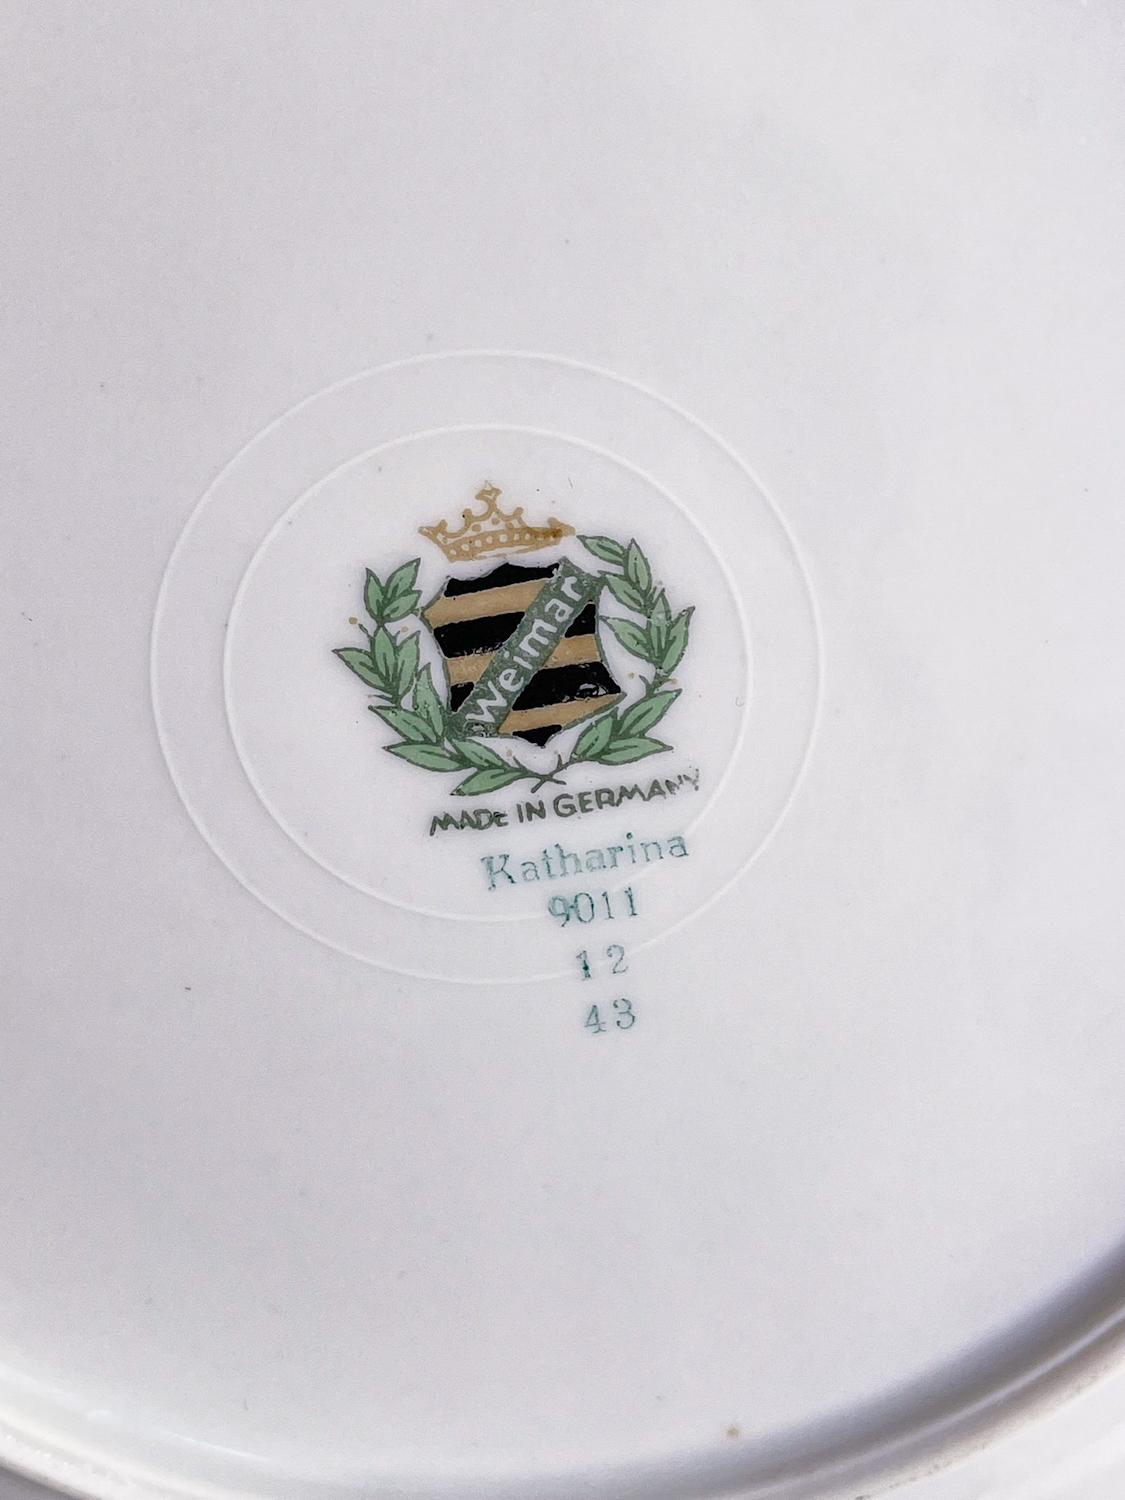 Weimar
MADE IN GERMANY
Katharina
9011
12
43